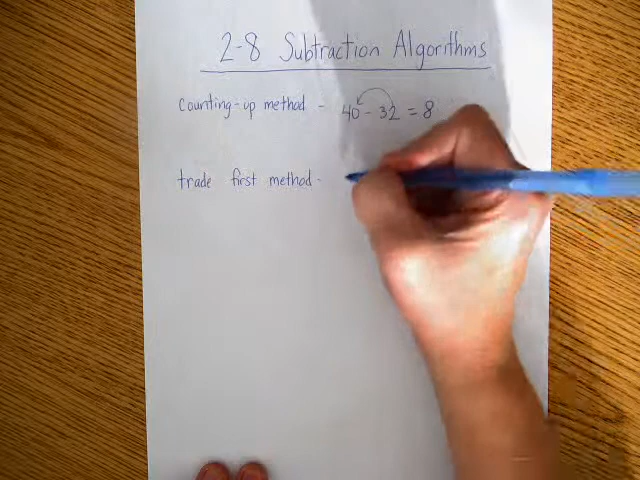 2-8 Subtraction Algorithms
counting-up method - 40 - 32 = 8
trade first method -